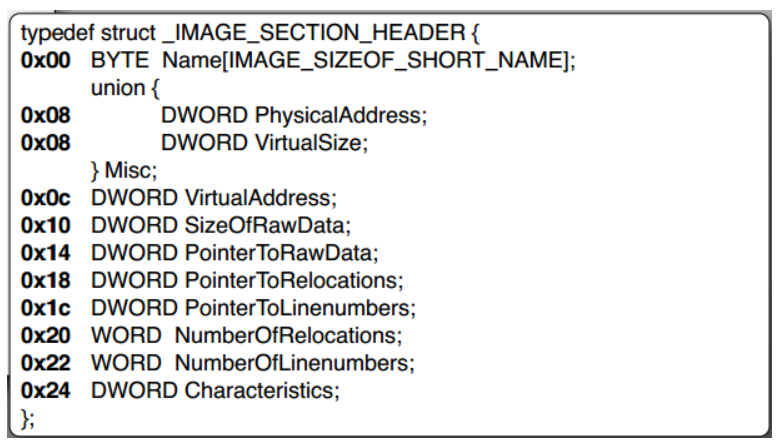 typedef struct _IMAGE_SECTION_HEADER {
0x00 BYTE Name[IMAGE_SIZEOF_SHORT_NAME];
union {
0x08 DWORD PhysicalAddress;
0x08 DWORD VirtualSize;
} Misc;
0x0c DWORD VirtualAddress;
0x10 DWORD SizeOfRawData;
0x14 DWORD PointerToRawData;
0x18 DWORD PointerToRelocations;
0x1c DWORD PointerToLinenumbers;
0x20 WORD NumberOfRelocations;
0x22 WORD NumberOfLinenumbers;
0x24 DWORD Characteristics;
};